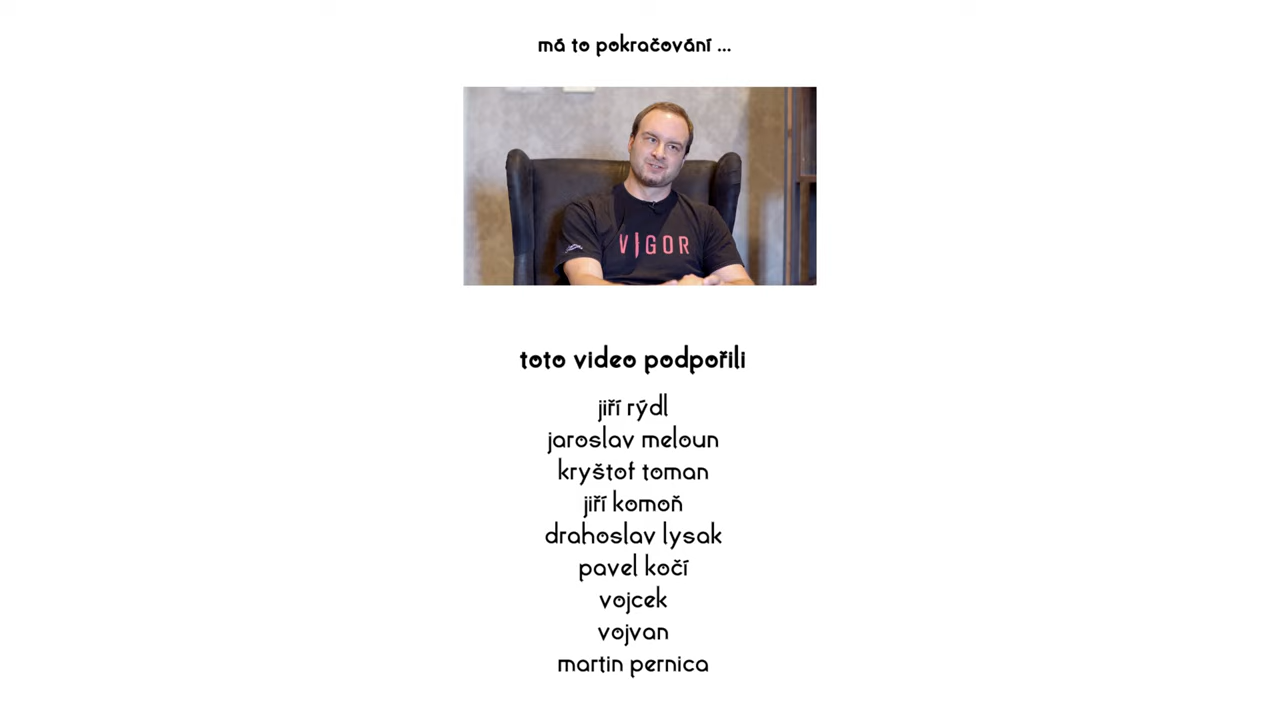 má to pokračování ...
VIGOR
toto video podpořili
jiří rýdl
jaroslav meloun
kryštof toman
jiří komoň
drahoslav lysak
pavel kočí
vojcek
vojvan
martin pernica